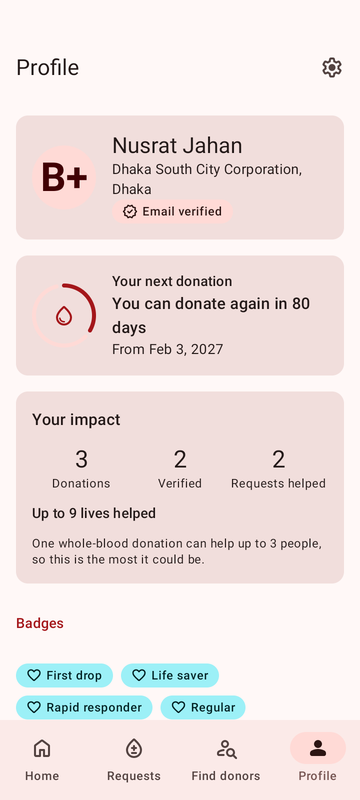 Profile
B+
Nusrat Jahan
Dhaka South City Corporation,
Dhaka
Email verified
Your next donation
You can donate again in 80
days
From Feb 3, 2027
Your impact
3 2 2
Donations Verified Requests helped
Up to 9 lives helped
One whole-blood donation can help up to 3 people,
so this is the most it could be.
Badges
First drop Life saver
Rapid responder Regular
Home Requests Find donors Profile